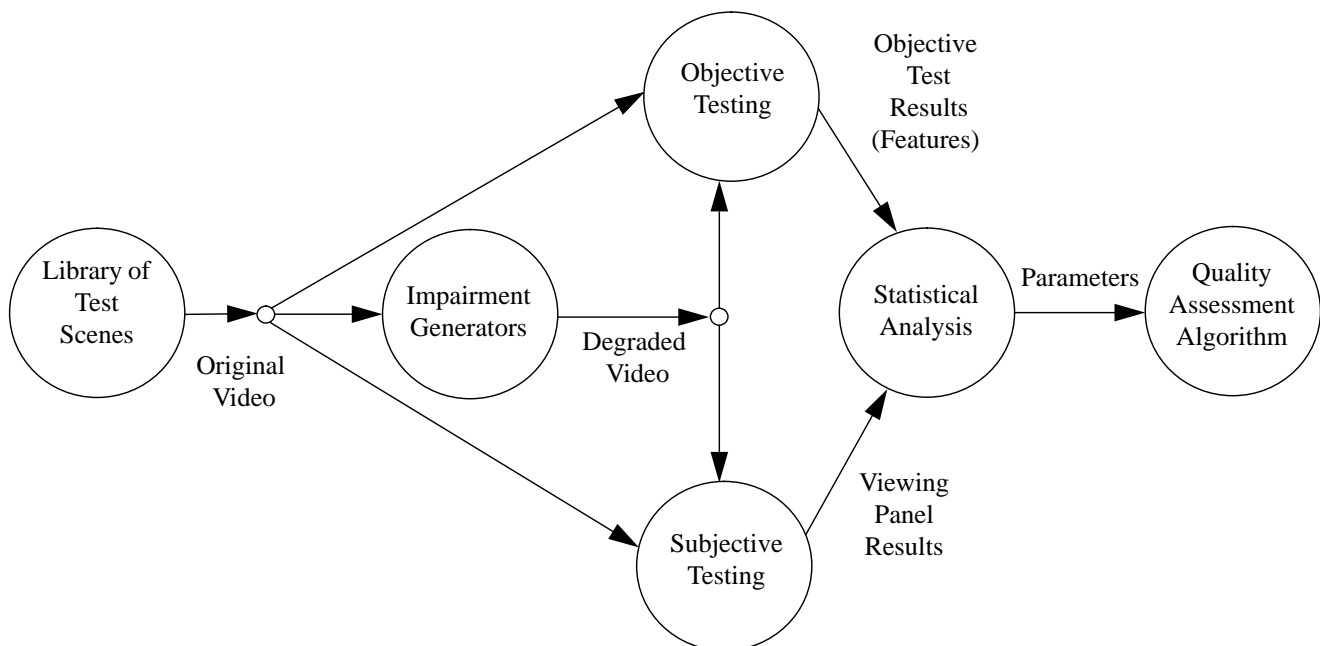 Library of
Test
Scenes
Original
Video
Impairment
Generators
Degraded
Video
Objective
Testing
Subjective
Testing
Objective
Test
Results
(Features)
Viewing
Panel
Results
Statistical
Analysis
Parameters
Quality
Assessment
Algorithm